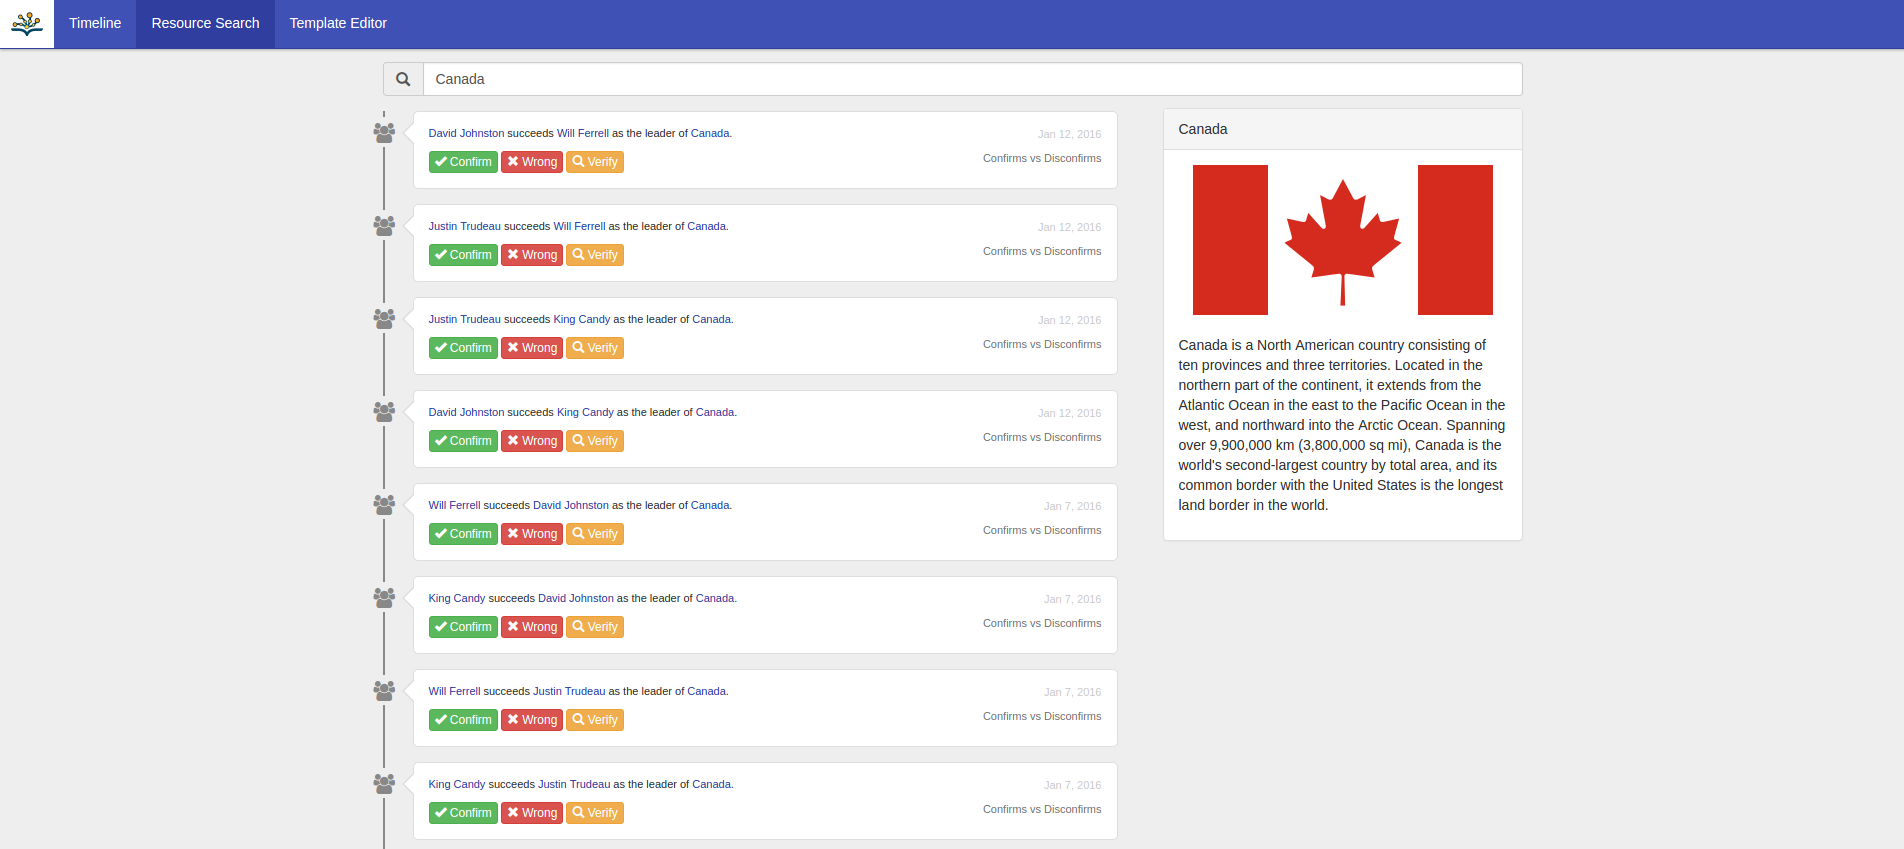 Timeline Resource Search Template Editor
Canada
David Johnston succeeds Will Ferrell as the leader of Canada. Jan 12, 2016
Confirm Wrong Verify Confirms vs Disconfirms
Justin Trudeau succeeds Will Ferrell as the leader of Canada. Jan 12, 2016
Confirm Wrong Verify Confirms vs Disconfirms
Justin Trudeau succeeds King Candy as the leader of Canada. Jan 12, 2016
Confirm Wrong Verify Confirms vs Disconfirms
David Johnston succeeds King Candy as the leader of Canada. Jan 12, 2016
Confirm Wrong Verify Confirms vs Disconfirms
Will Ferrell succeeds David Johnston as the leader of Canada. Jan 7, 2016
Confirm Wrong Verify Confirms vs Disconfirms
King Candy succeeds David Johnston as the leader of Canada. Jan 7, 2016
Confirm Wrong Verify Confirms vs Disconfirms
Will Ferrell succeeds Justin Trudeau as the leader of Canada. Jan 7, 2016
Confirm Wrong Verify Confirms vs Disconfirms
King Candy succeeds Justin Trudeau as the leader of Canada. Jan 7, 2016
Confirm Wrong Verify Confirms vs Disconfirms
Canada
Canada is a North American country consisting of
ten provinces and three territories. Located in the
northern part of the continent, it extends from the
Atlantic Ocean in the east to the Pacific Ocean in the
west, and northward into the Arctic Ocean. Spanning
over 9,900,000 km (3,800,000 sq mi), Canada is the
world's second-largest country by total area, and its
common border with the United States is the longest
land border in the world.